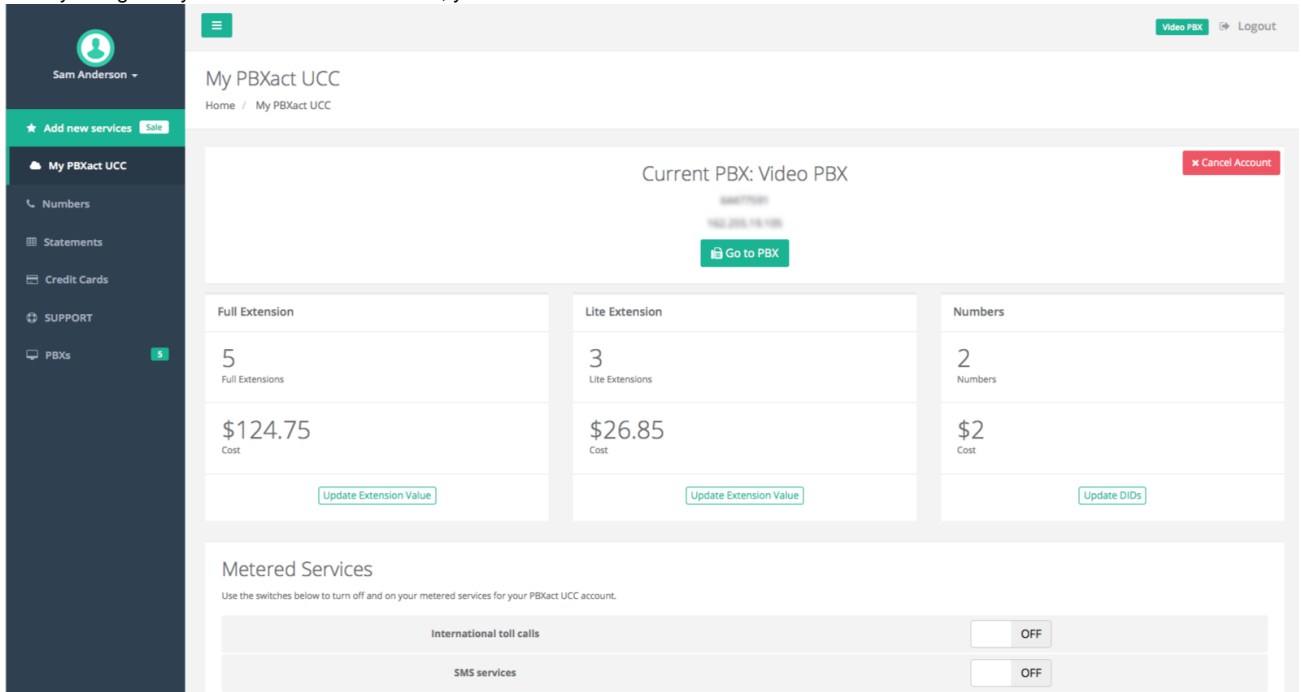 Video PBX Logout
Sam Anderson
My PBXact UCC
Home / My PBXact UCC
Add new services Sale
My PBXact UCC
Numbers
Statements
Credit Cards
SUPPORT
PBXs 5
Cancel Account
Current PBX: Video PBX
Go to PBX
Full Extension
5
Full Extensions
$124.75
Cost
Update Extension Value
Lite Extension
3
Lite Extensions
$26.85
Cost
Update Extension Value
Numbers
2
Numbers
$2
Cost
Update DIDs
Metered Services
Use the switches below to turn off and on your metered services for your PBXact UCC account.
International toll calls OFF
SMS services OFF